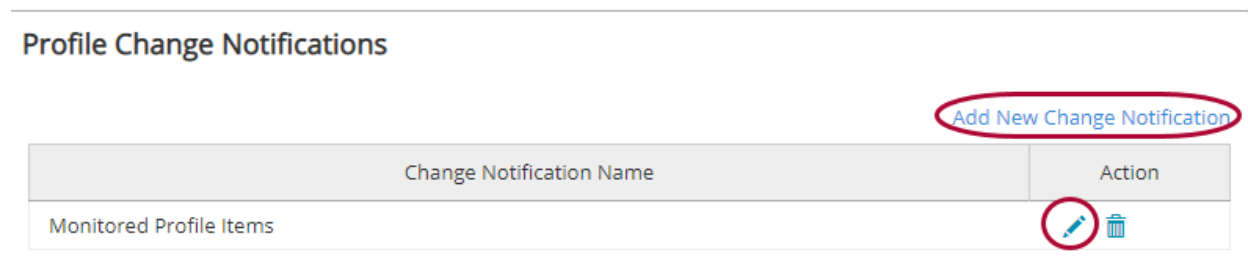 Profile Change Notifications
Add New Change Notification
Change Notification Name Action
Monitored Profile Items